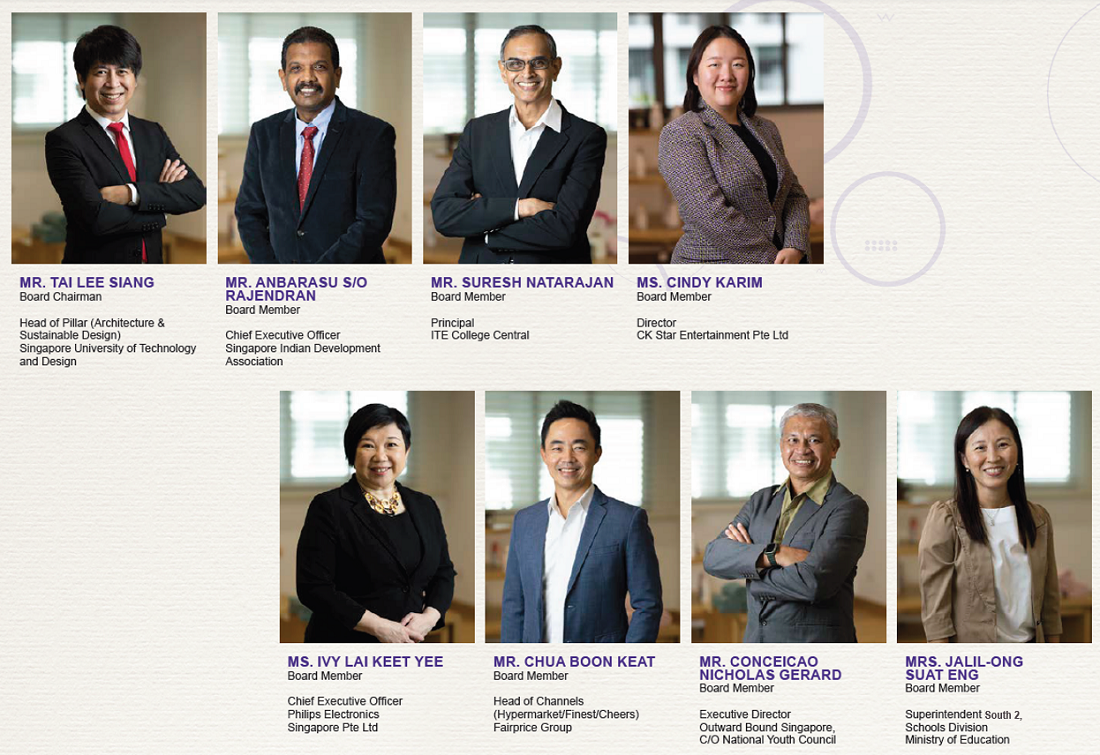 MR. TAI LEE SIANG
Board Chairman
Head of Pillar (Architecture &
Sustainable Design)
Singapore University of Technology
and Design
MR. ANBARASU S/O
RAJENDRAN
Board Member
Chief Executive Officer
Singapore Indian Development
Association
MR. SURESH NATARAJAN
Board Member
Principal
ITE College Central
MS. CINDY KARIM
Board Member
Director
CK Star Entertainment Pte Ltd
MS. IVY LAI KEET YEE
Board Member
Chief Executive Officer
Philips Electronics
Singapore Pte Ltd
MR. CHUA BOON KEAT
Board Member
Head of Channels
(Hypermarket/Finest/Cheers)
Fairprice Group
MR. CONCEICAO
NICHOLAS GERARD
Board Member
Executive Director
Outward Bound Singapore,
C/O National Youth Council
MRS. JALIL-ONG
SUAT ENG
Board Member
Superintendent South 2,
Schools Division
Ministry of Education